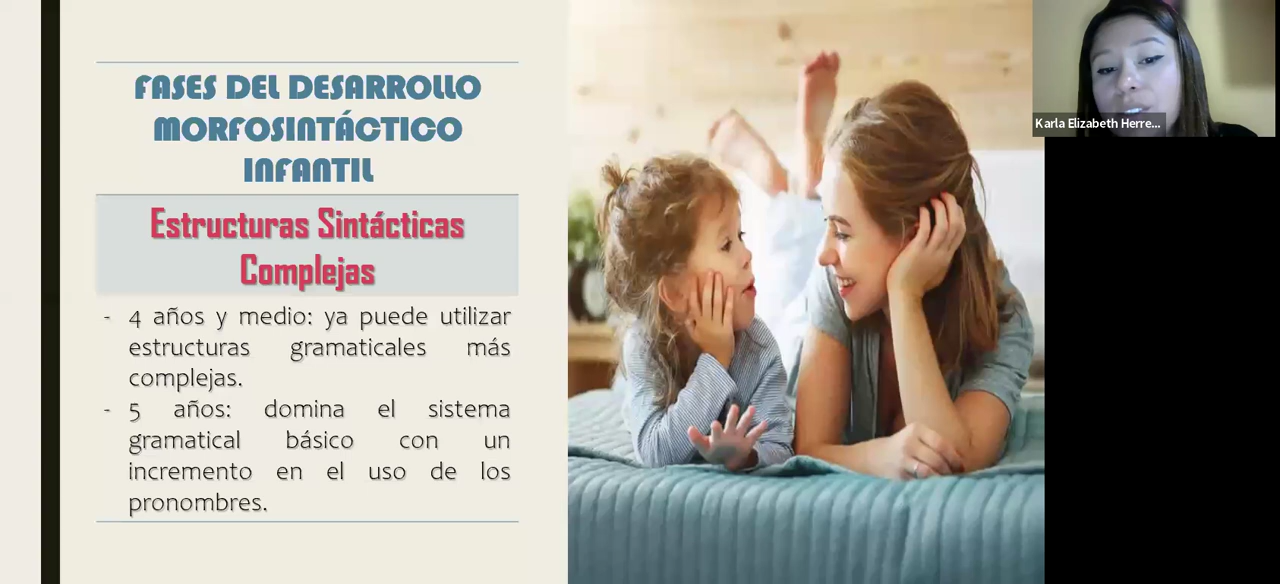 FASES DEL DESARROLLO
MORFOSINTÁCTICO
INFANTIL
Estructuras Sintácticas
Complejas
- 4 años y medio: ya puede utilizar
estructuras gramaticales más
complejas.
- 5 años: domina el sistema
gramatical básico con un
incremento en el uso de los
pronombres.
Karla Elizabeth Herre...